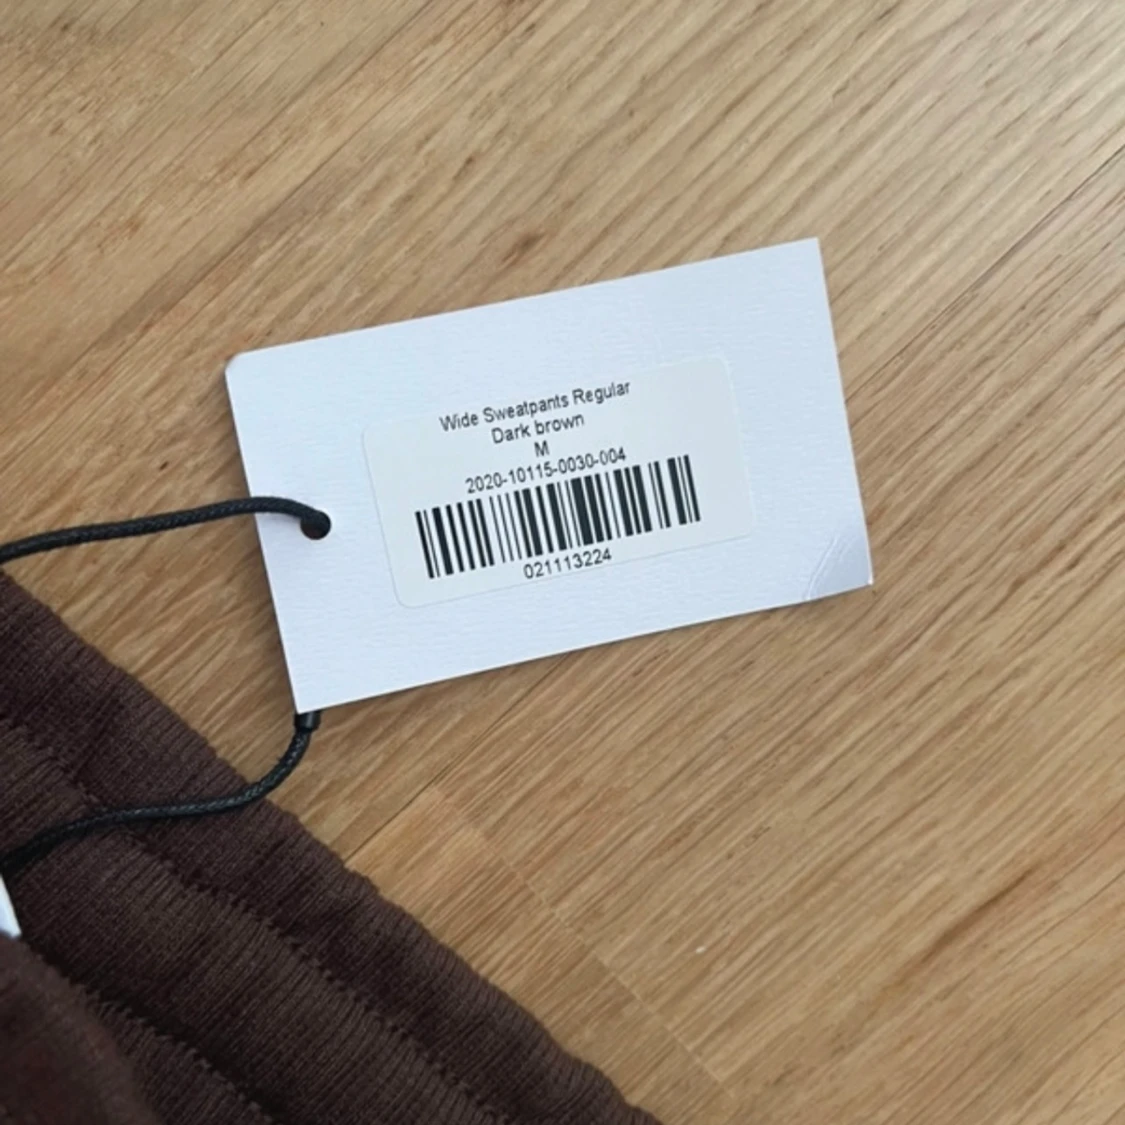 Wide Sweatpants Regular
Dark brown
M
2020-10115-0030-004
021113224